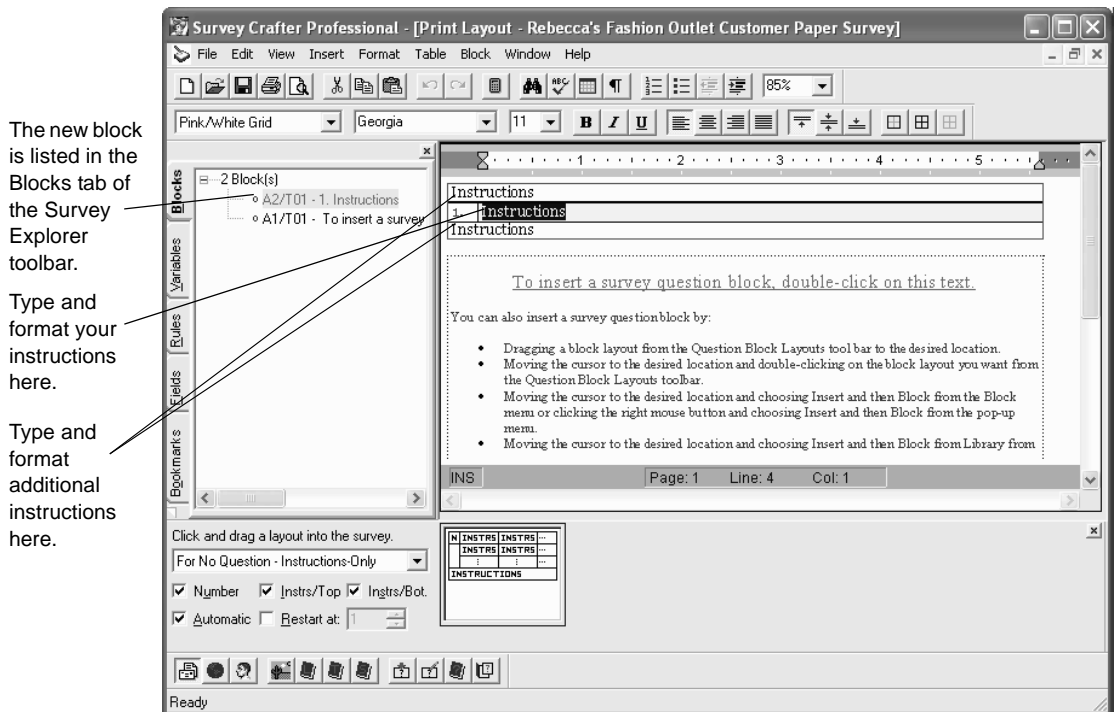 The new block
is listed in the
Blocks tab of
the Survey
Explorer
toolbar.
Type and
format your
instructions
here.
Type and
format
additional
instructions
here.
Survey Crafter Professional - [Print Layout - Rebecca's Fashion Outlet Customer Paper Survey]
File Edit View Insert Format Table Block Window Help
85%
Pink/White Grid Georgia 11 B I U
Blocks
Variables
Rules
Fields
Bookmarks
2 Block(s)
A2/T01 - 1. Instructions
A1/T01 - To insert a survey
1 2 3 4 5
Instructions
1. Instructions
Instructions
To insert a survey question block, double-click on this text.
You can also insert a survey question block by:
• Dragging a block layout from the Question Block Layouts tool bar to the desired location.
• Moving the cursor to the desired location and double-clicking on the block layout you want from
the Question Block Layouts toolbar.
• Moving the cursor to the desired location and choosing Insert and then Block from the Block
menu or clicking the right mouse button and choosing Insert and then Block from the pop-up
menu.
• Moving the cursor to the desired location and choosing Insert and then Block from Library from
INS Page: 1 Line: 4 Col: 1
Click and drag a layout into the survey.
For No Question - Instructions-Only
Number Instrs/Top Instrs/Bot.
Automatic Restart at: 1
N INSTRS INSTRS ...
INSTRS INSTRS ...
: : ...
INSTRUCTIONS
Ready